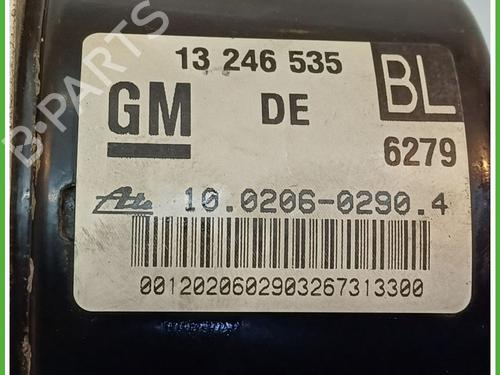 13 246 535
GM DE BL
6279
Ate 10.0206-0290.4
0012020602903267313300
B-PARTS